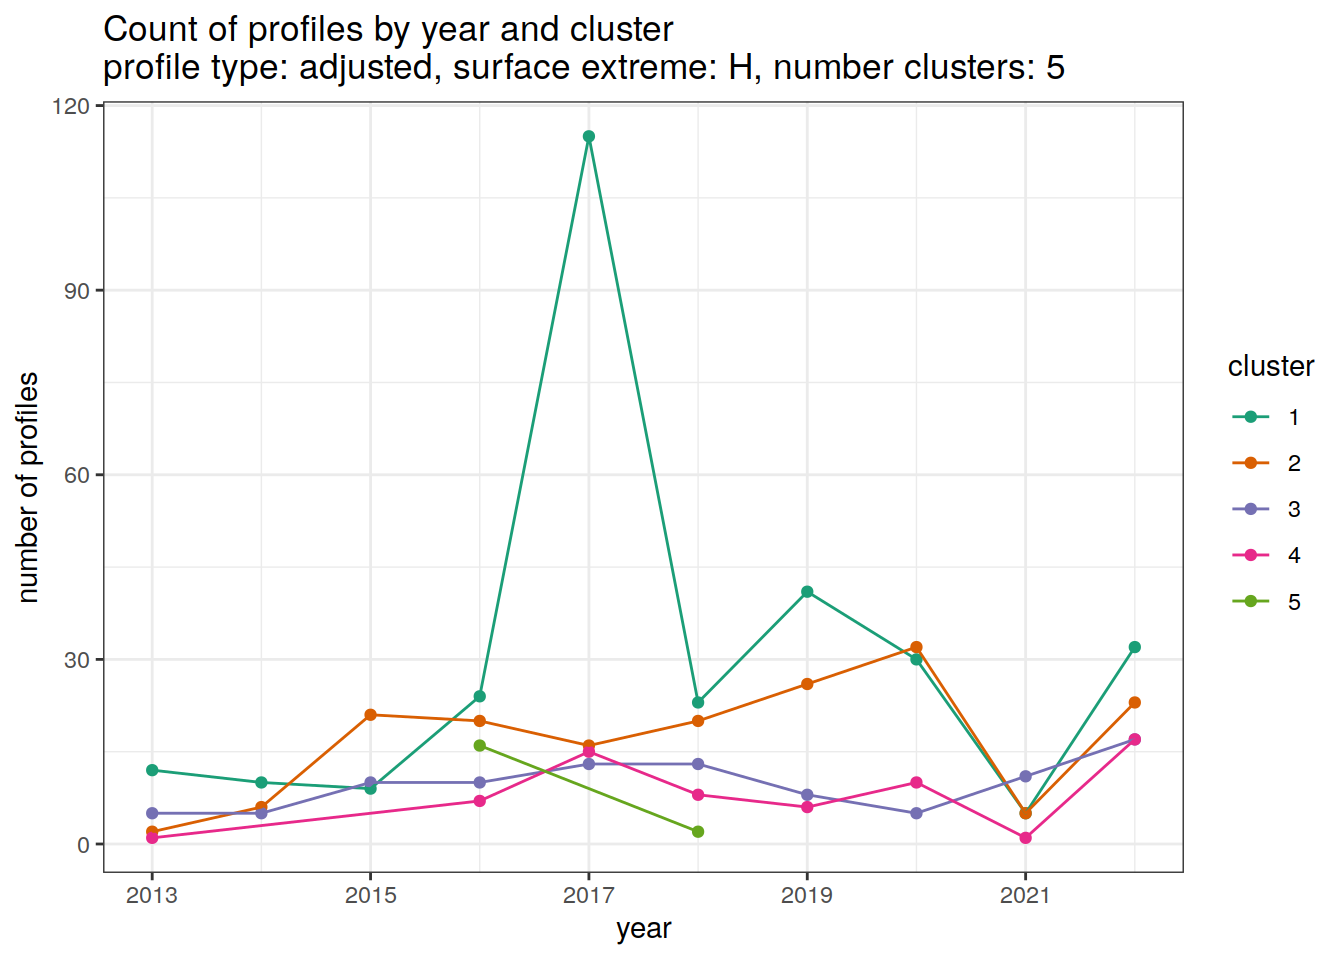 Count of profiles by year and cluster
profile type: adjusted, surface extreme: H, number clusters: 5
120
90
60
30
0
number of profiles
2013 2015 2017 2019 2021
year
cluster
1
2
3
4
5